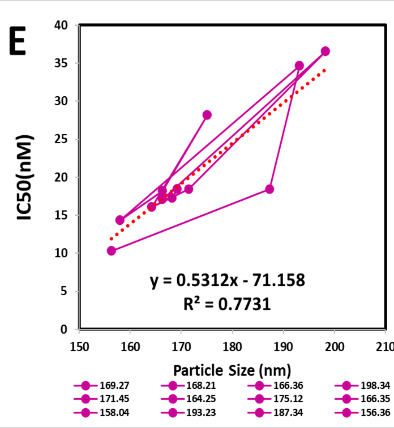 E
IC50(nM)
40
35
30
25
20
15
10
5
0
y = 0.5312x - 71.158
R² = 0.7731
150 160 170 180 190 200 210
Particle Size (nm)
169.27 168.21 166.36 198.34
171.45 164.25 175.12 166.35
158.04 193.23 187.34 156.36